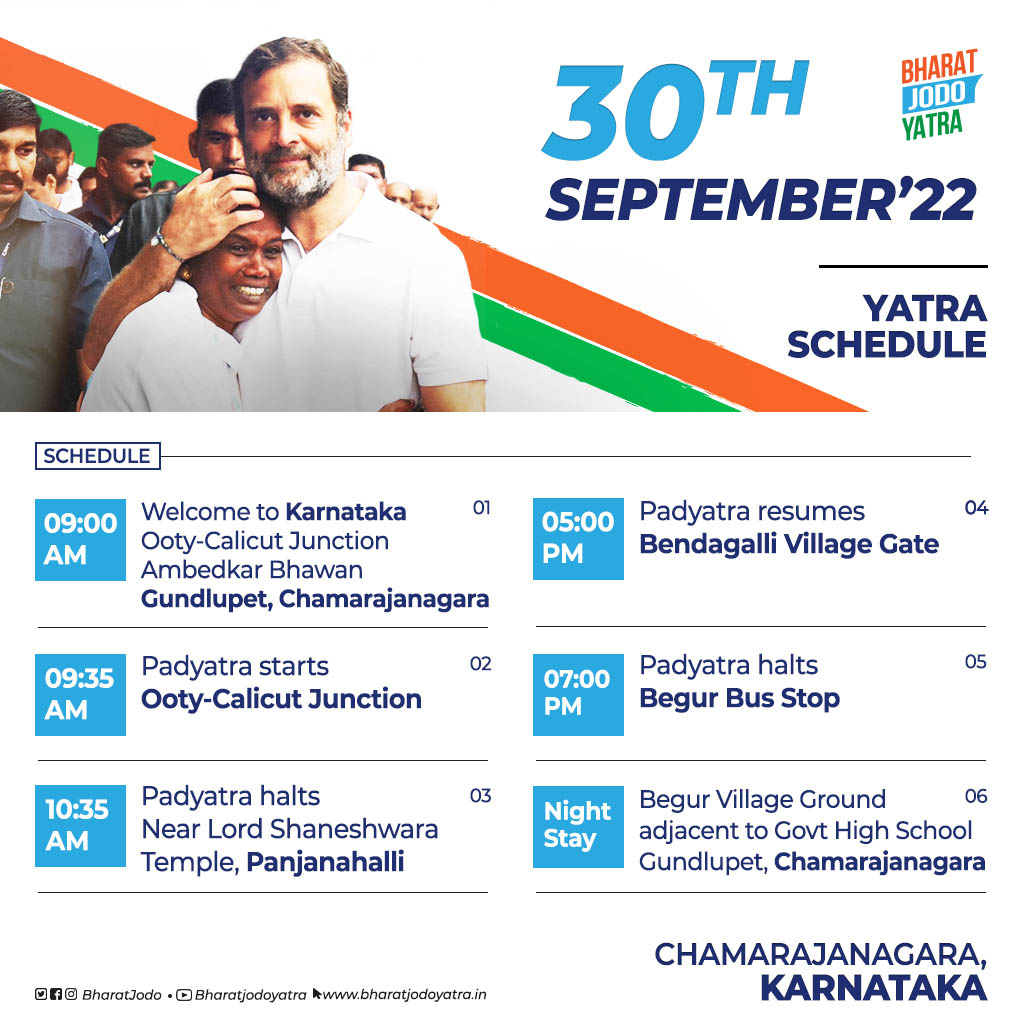 30TH
SEPTEMBER'22
BHARAT
JODO
YATRA
YATRA
SCHEDULE
SCHEDULE
09:00
AM
Welcome to Karnataka
Ooty-Calicut Junction
Ambedkar Bhawan
Gundlupet, Chamarajanagara
01
09:35
AM
Padyatra starts
Ooty-Calicut Junction
02
10:35
AM
Padyatra halts
Near Lord Shaneshwara
Temple, Panjanahalli
03
05:00
PM
Padyatra resumes
Bendagalli Village Gate
04
07:00
PM
Padyatra halts
Begur Bus Stop
05
Night
Stay
Begur Village Ground
adjacent to Govt High School
Gundlupet, Chamarajanagara
06
CHAMARAJANAGARA,
KARNATAKA
BharatJodo • Bharatjodoyatra www.bharatjodoyatra.in